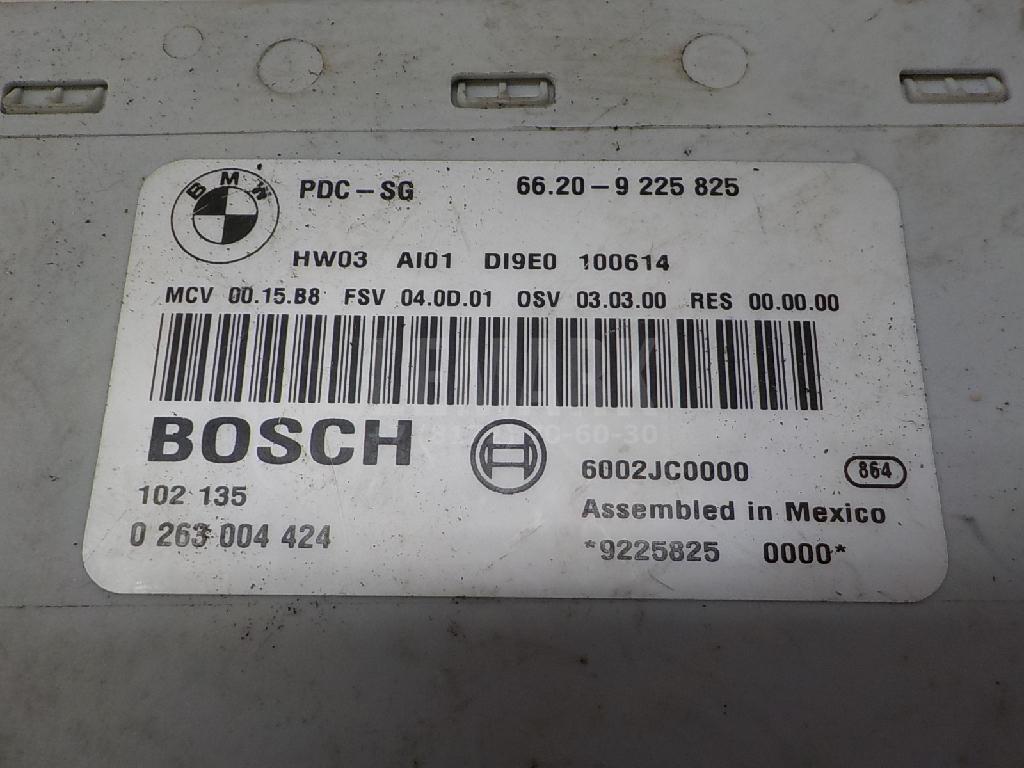 BMW
PDC-SG 66.20-9 225 825
HW03 AI01 DI9E0 100614
MCV 00.15.B8 FSV 04.0D.01 OSV 03.03.00 RES 00.00.00
BOSCH
6002JC0000 864
102 135
Assembled in Mexico
0 263 004 424
*9225825 0000*